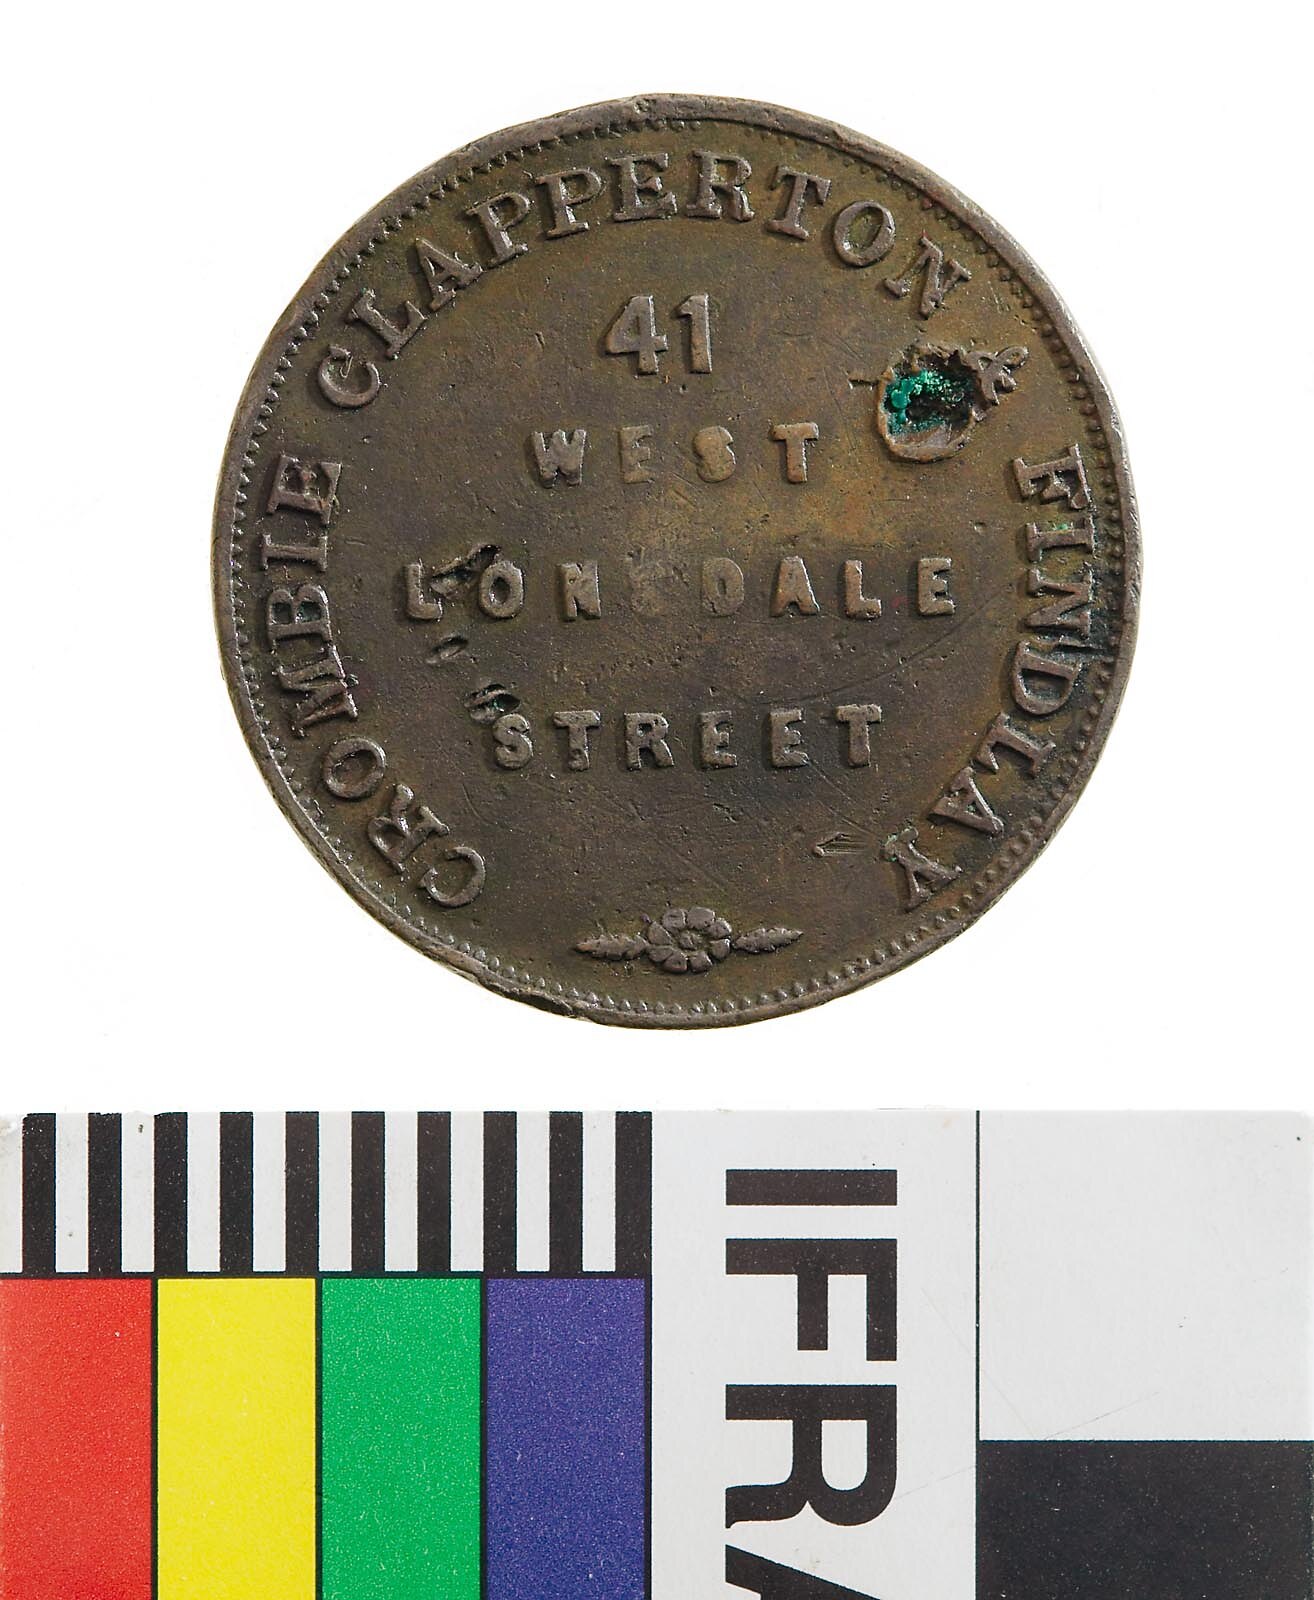 CROMBIE CLAPPERTON & FINDLAY
41
WEST
LONSDALE
STREET
IFRA